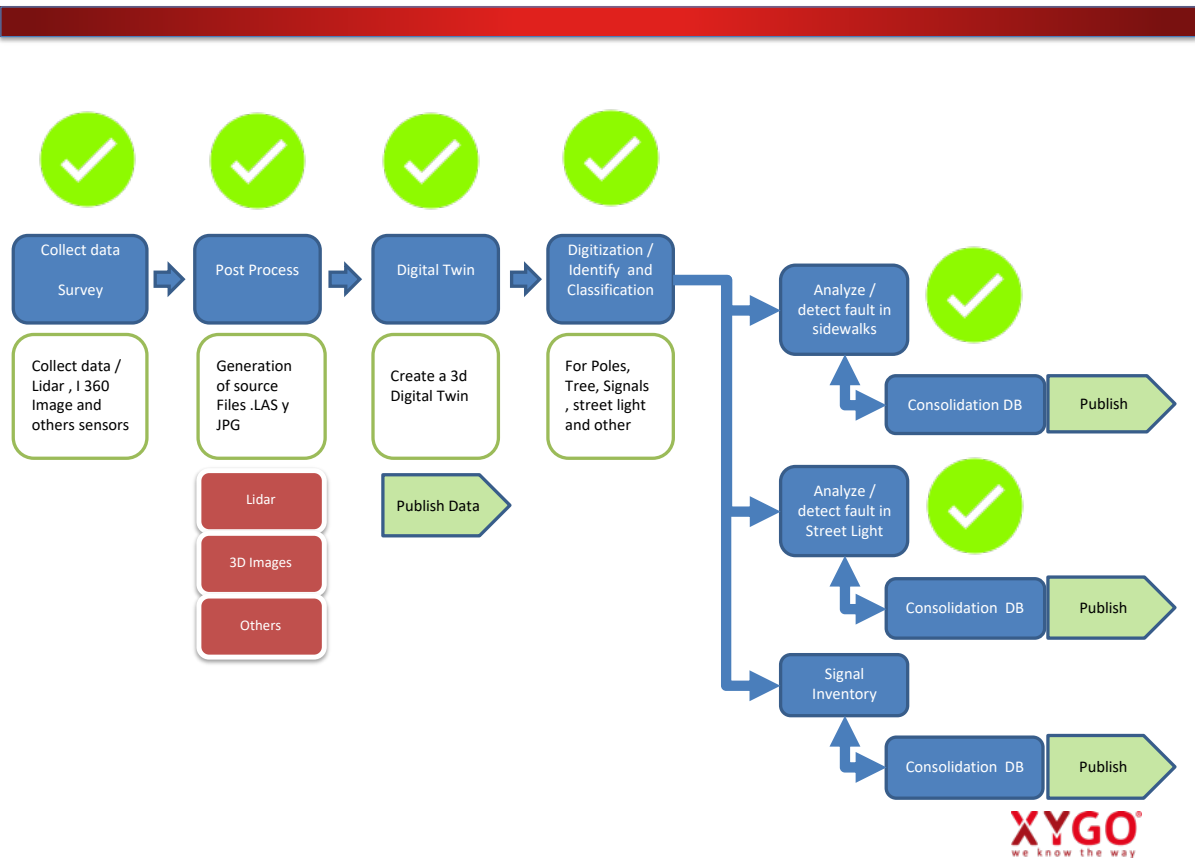 Collect data
Survey
Post Process
Digital Twin
Digitization /
Identify and
Classification
Collect data /
Lidar , I 360
Image and
others sensors
Generation
of source
Files .LAS y
JPG
Create a 3d
Digital Twin
For Poles,
Tree, Signals
, street light
and other
Lidar
3D Images
Others
Publish Data
Analyze /
detect fault in
sidewalks
Consolidation DB
Publish
Analyze /
detect fault in
Street Light
Consolidation DB
Publish
Signal
Inventory
Consolidation DB
Publish
XYGO®
we know the way